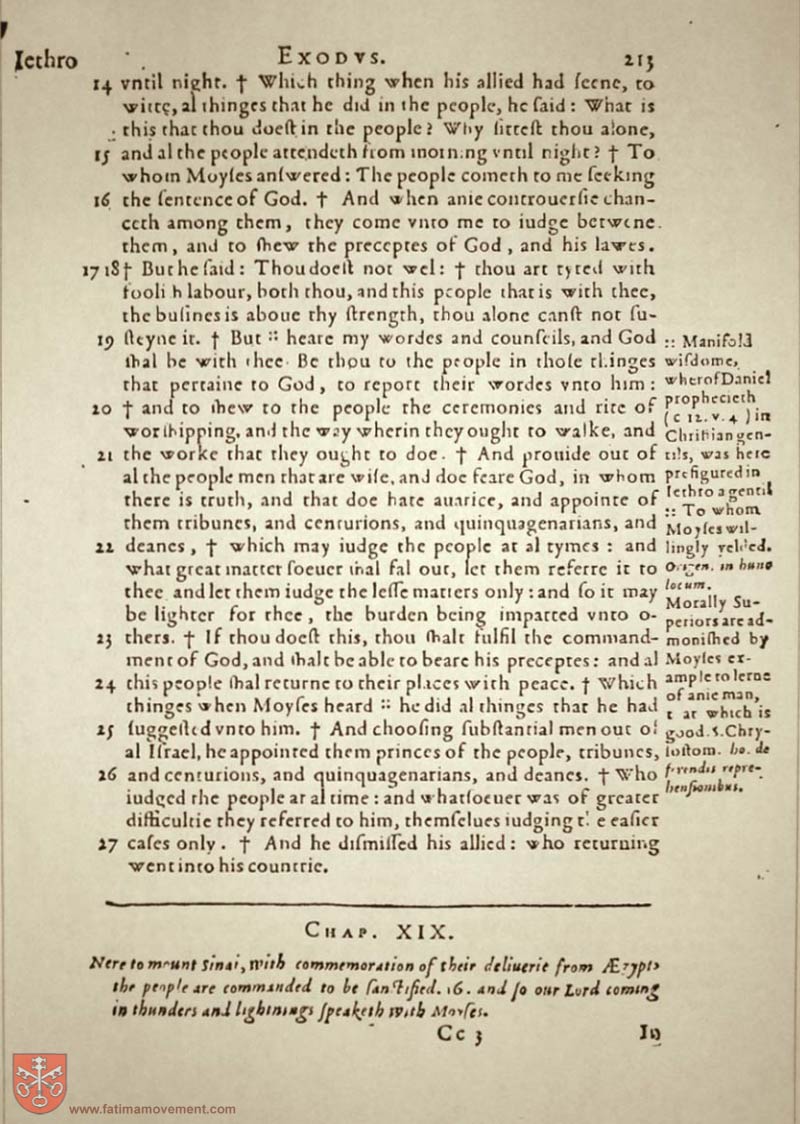 Iethro
EXODVS.
213
14 vntil night. † Which thing when his allied had ſeene, to
witte, al thinges that he did in the people, he ſaid: What is
this that thou doeſt in the people? Why ſitteſt thou alone,
15 and al the people attendeth from morning vntil night? † To
whom Moyſes anſwered: The people cometh to me ſeeking
16 the ſentence of God. † And when anie controuerſie chan-
ceth among them, they come vnto me to iudge betwene
them, and to ſhew the preceptes of God, and his lawes.
17 18 † But he ſaid: Thou doeſt not wel: † thou art tyred with
fooliſh labour, both thou, and this people that is with thee,
the buſines is aboue thy ſtrength, thou alone canſt not ſu-
19 ſteyne it. † But :: heare my wordes and counſeils, and God
ſhal be with thee. Be thou to the people in thoſe thinges
that pertaine to God, to report their wordes vnto him:
20 † and to ſhew to the people the ceremonies and rite of
worſhipping, and the way wherin they ought to walke, and
21 the worke that they ought to doe. † And prouide out of
al the people men that are wiſe, and doe feare God, in whom
there is truth, and that doe hate auarice, and appointe of
them tribunes, and centurions, and quinquagenarians, and
22 deanes, † which may iudge the people at al tymes: and
what great matter ſoeuer ſhal fal out, let them referre it to
thee and let them iudge the leſſe matters only: and ſo it may
be lighter for thee, the burden being imparted vnto o-
23 thers. † If thou doeſt this, thou ſhalt fulfil the command-
ment of God, and ſhalt be able to beare his preceptes: and al
24 this people ſhal returne to their places with peace. † Which
thinges when Moyſes heard :: he did al thinges that he had
25 ſuggeſted vnto him. † And chooſing ſubſtantial men out of
al Iſrael, he appointed them princes of the people, tribunes,
26 and centurions, and quinquagenarians, and deanes. † Who
iudged the people at al time: and whatſoeuer was of greater
difficultie they referred to him, themſelues iudging the eaſier
27 caſes only. † And he diſmiſſed his allied: who returning
went into his countrie.
:: Manifold
wiſdome,
wherof Daniel
prophecieth
(c 12. v. 4) in
Chriſtian gen-
tils, was here
prefigured in
Iethro a gentil
:: To whom
Moyſes wil-
lingly yelded.
Origen. in hunc
locum.
Morally Su-
periors are ad-
moniſhed by
Moyſes ex-
ample to lerne
of anie man,
that which is
good. S. Chry-
ſoſtom. ho. de
ferendis repre-
henſionibus.
CHAP. XIX.
Nere to mount Sinai, with commemoration of their deliuerie from Ægypt,
the people are commanded to be ſanctified. 16. and ſo our Lord coming
in thunders and lightnings ſpeaketh with Moyſes.
Cc 3
In
www.fatimamovement.com